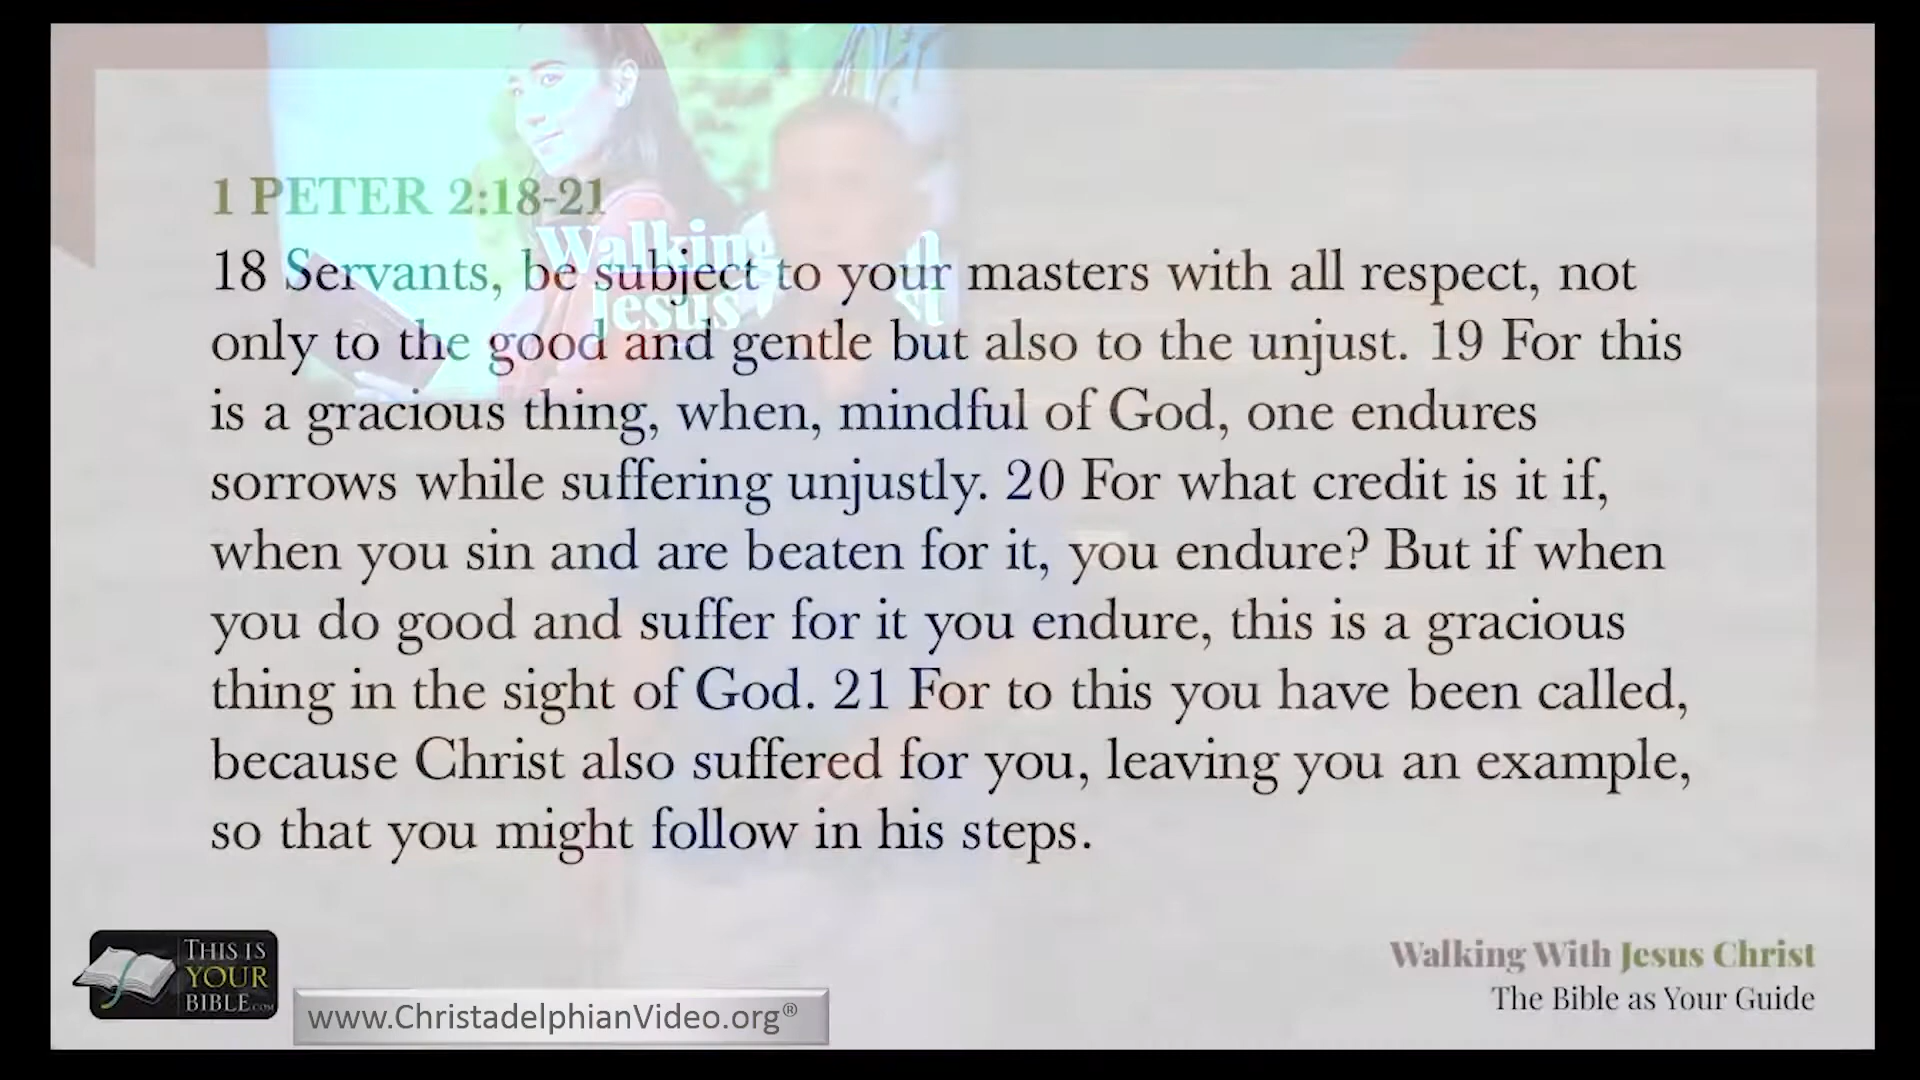 1 PETER 2:18-21
18 Servants, be subject to your masters with all respect, not
only to the good and gentle but also to the unjust. 19 For this
is a gracious thing, when, mindful of God, one endures
sorrows while suffering unjustly. 20 For what credit is it if,
when you sin and are beaten for it, you endure? But if when
you do good and suffer for it you endure, this is a gracious
thing in the sight of God. 21 For to this you have been called,
because Christ also suffered for you, leaving you an example,
so that you might follow in his steps.
Walking
Jesus
THIS IS
YOUR
BIBLE.COM
www.ChristadelphianVideo.org®
Walking With Jesus Christ
The Bible as Your Guide